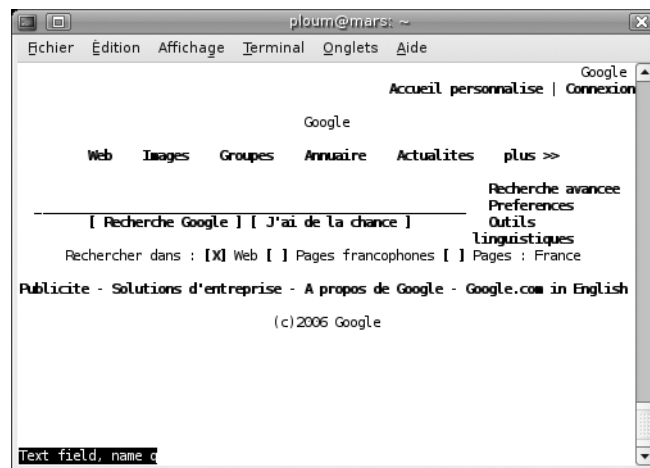 ploum@mars: ~
Fichier Édition Affichage Terminal Onglets Aide
Google
Accueil personnalise | Connexion
Google
Web Images Groupes Annuaire Actualites plus >>
Recherche avancee
Preferences
[ Recherche Google ] [ J'ai de la chance ] Outils
linguistiques
Rechercher dans : [X] Web [ ] Pages francophones [ ] Pages : France
Publicite - Solutions d'entreprise - A propos de Google - Google.com in English
(c)2006 Google
Text field, name q